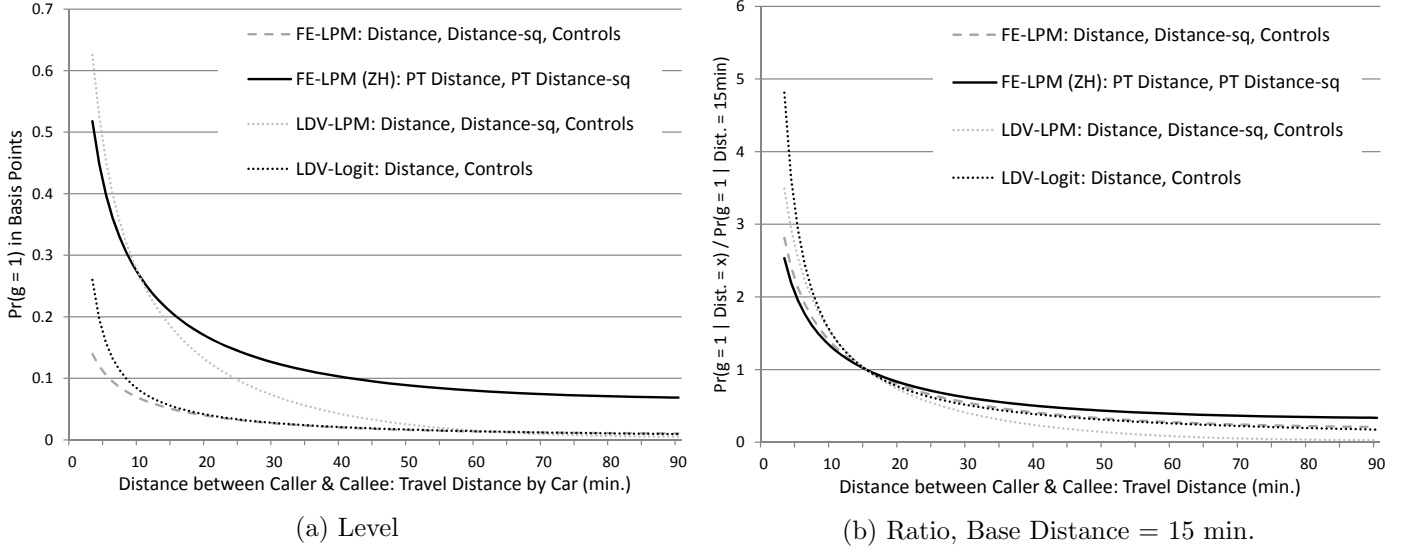 0.7
0.6
0.5
0.4
0.3
0.2
0.1
0
Pr(g = 1) in Basis Points
FE-LPM: Distance, Distance-sq, Controls
FE-LPM (ZH): PT Distance, PT Distance-sq
LDV-LPM: Distance, Distance-sq, Controls
LDV-Logit: Distance, Controls
0 10 20 30 40 50 60 70 80 90
Distance between Caller & Callee: Travel Distance by Car (min.)
(a) Level
6
5
4
3
2
1
0
Pr(g = 1 | Dist. = x) / Pr(g = 1 | Dist. = 15min)
FE-LPM: Distance, Distance-sq, Controls
FE-LPM (ZH): PT Distance, PT Distance-sq
LDV-LPM: Distance, Distance-sq, Controls
LDV-Logit: Distance, Controls
0 10 20 30 40 50 60 70 80 90
Distance between Caller & Callee: Travel Distance (min.)
(b) Ratio, Base Distance = 15 min.